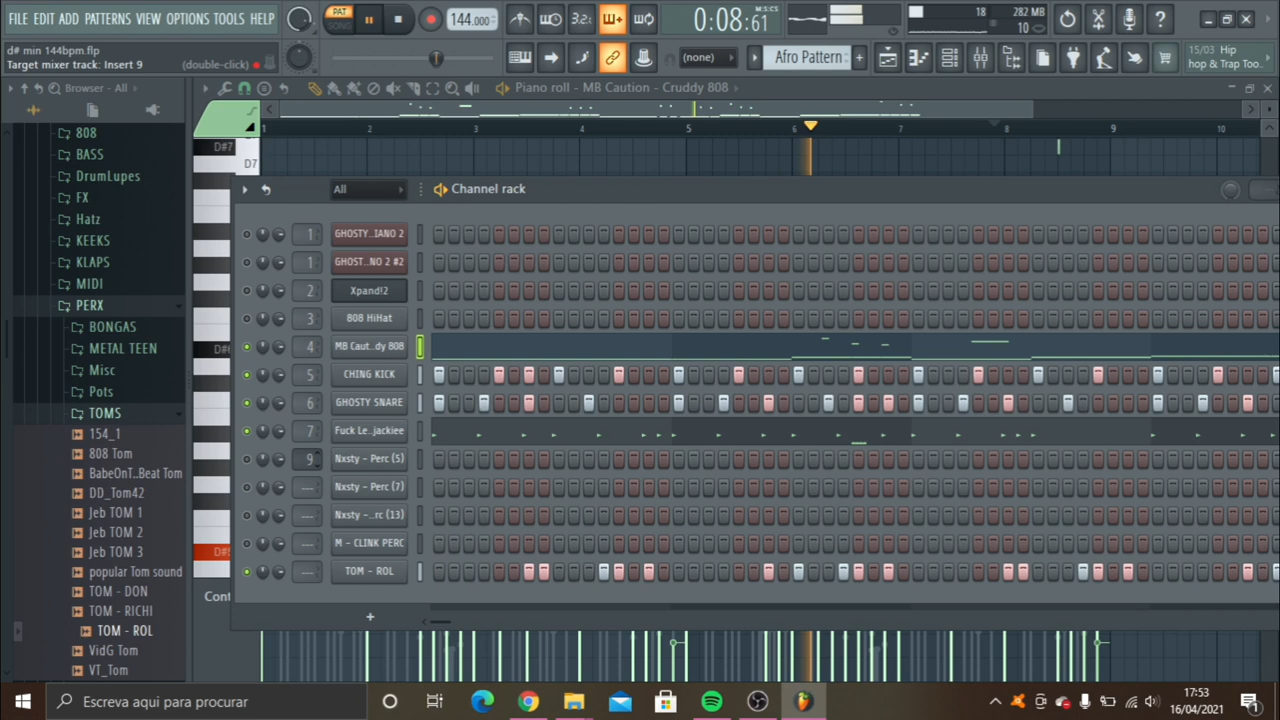 FILE EDIT ADD PATTERNS VIEW OPTIONS TOOLS HELP
PAT
SONG
144.000
3.2
0:08:61
M:S:CS
18
282 MB
10
d# min 144bpm.flp
Target mixer track: Insert 9
(double-click)
(none)
Afro Pattern
15/03 Hip
hop & Trap Too..
Browser - All
Piano roll - MB Caution - Cruddy 808
1 2 3 4 5 6 7 8 9 10
D#7
D7
D#6
D#5
808
BASS
DrumLupes
FX
Hatz
KEEKS
KLAPS
MIDI
PERX
BONGAS
METAL TEEN
Misc
Pots
TOMS
154_1
808 Tom
BabeOnT..Beat Tom
DD_Tom42
Jeb TOM 1
Jeb TOM 2
Jeb TOM 3
popular Tom sound
TOM - DON
TOM - RICHI
TOM - ROL
VidG Tom
VT_Tom
All
Channel rack
1 GHOSTY..IANO 2
1 GHOST..NO 2 #2
2 Xpand!2
3 808 HiHat
4 MB Caut..dy 808
5 CHING KICK
6 GHOSTY SNARE
7 Fuck Le..jackiee
9 Nxsty - Perc (5)
--- Nxsty - Perc (7)
--- Nxsty -..rc (13)
--- M - CLINK PERC
--- TOM - ROL
Cont
+
Escreva aqui para procurar
17:53
16/04/2021
1